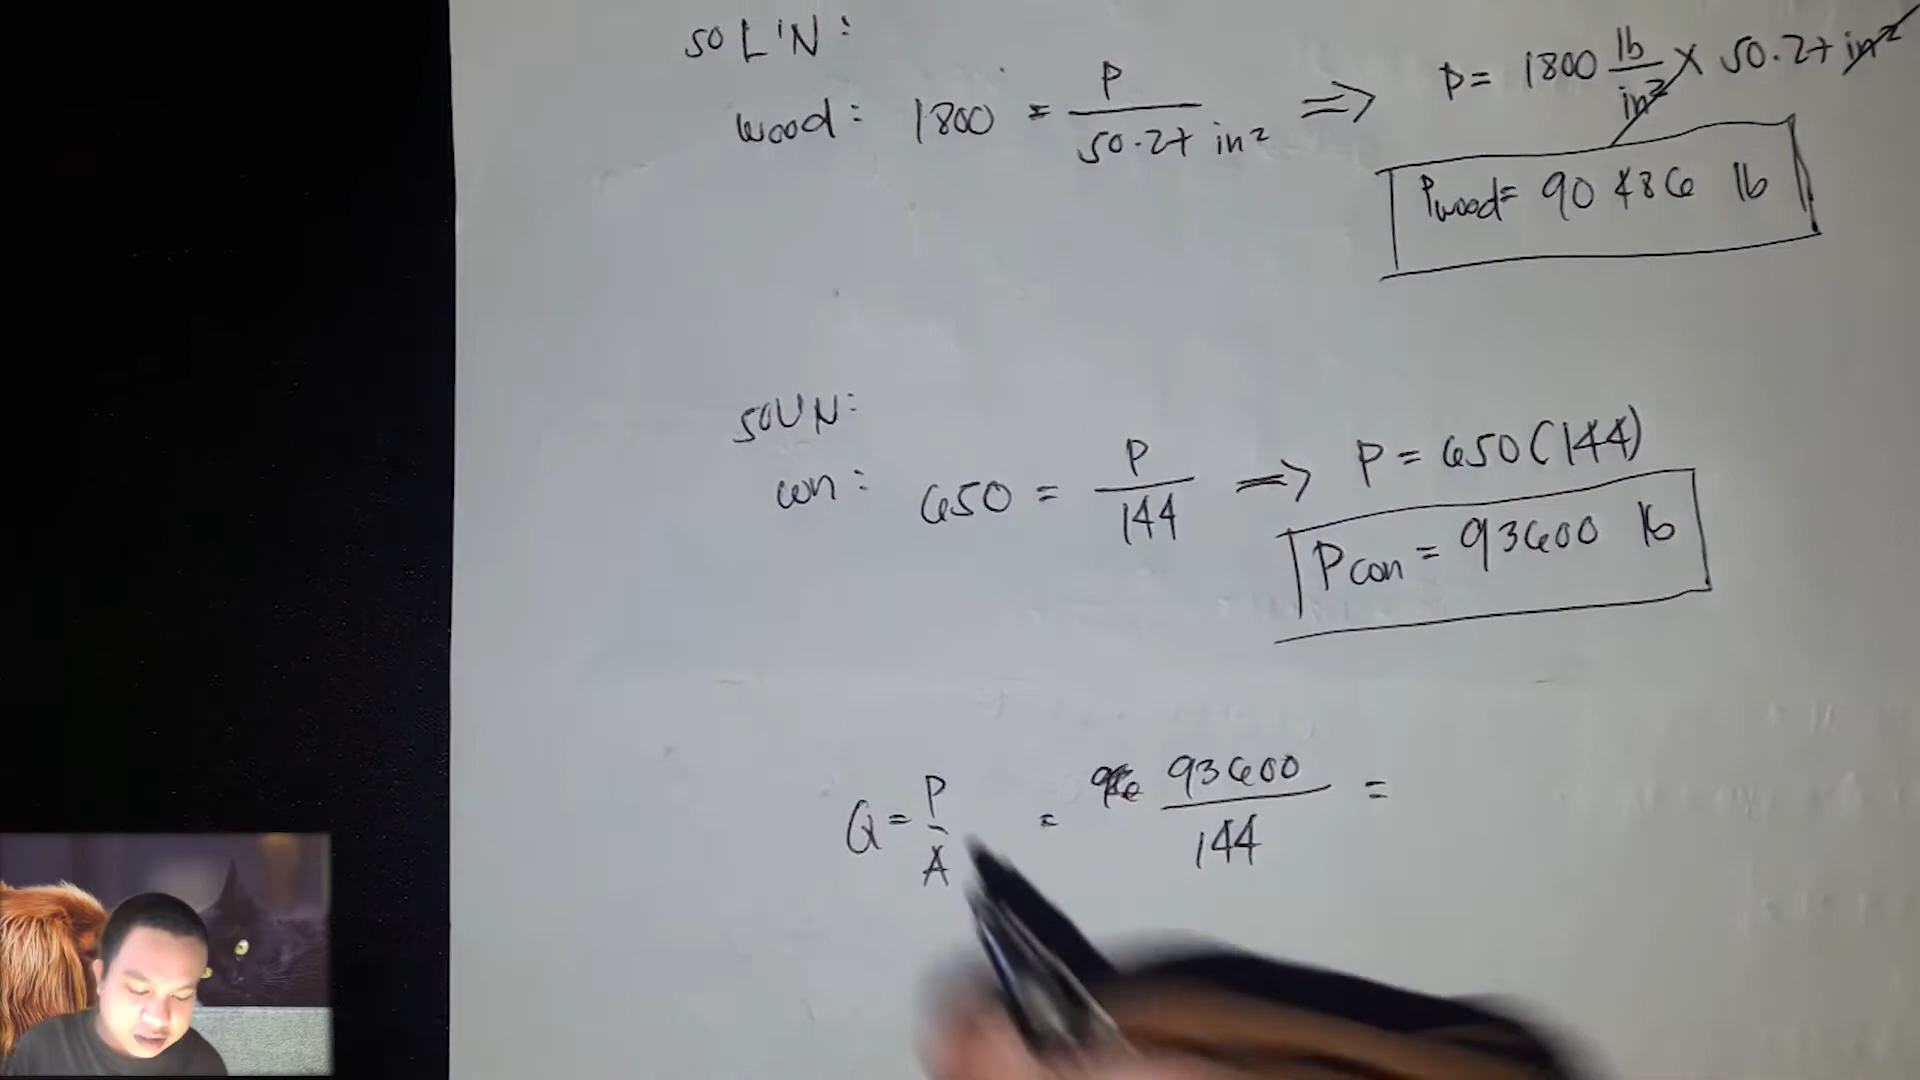 SOL'N:
wood: 1800 = P / 50.27 in² ⇒ P = 1800 lb/in² × 50.27 in²
Pwood = 90486 lb
SOL'N:
con: 650 = P / 144 ⇒ P = 650(144)
Pcon = 93600 lb
Q = P / A = 93600 / 144 =